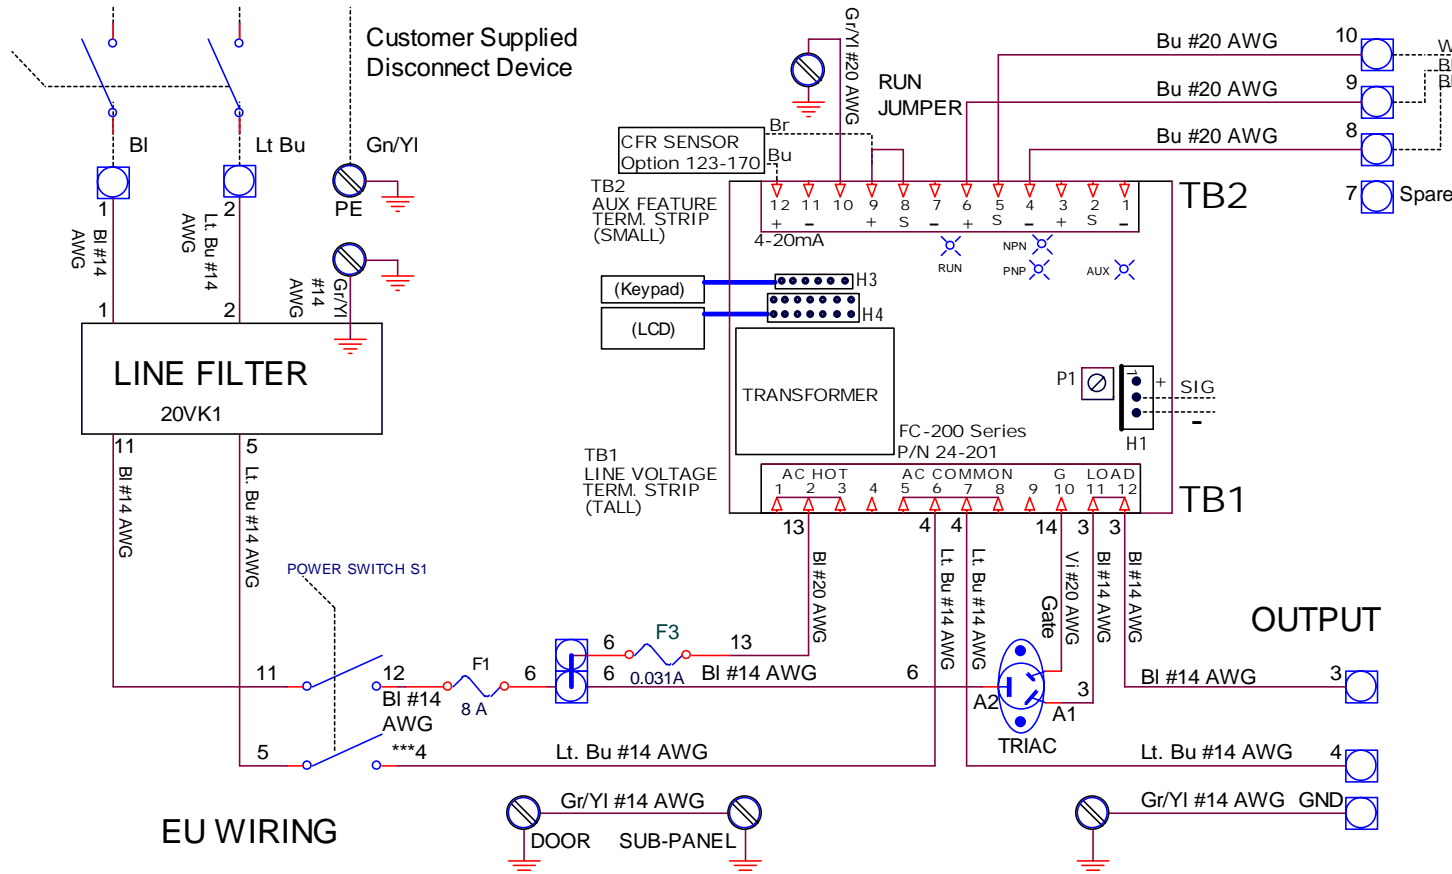 Customer Supplied
Disconnect Device
Bl
Lt Bu
Gn/Yl
1
2
PE
Bl #14
AWG
Lt. Bu #14
AWG
Gr/Yl
#14
AWG
1
2
LINE FILTER
20VK1
11
5
Bl #14 AWG
Lt. Bu #14 AWG
POWER SWITCH S1
11
12
Bl #14
AWG
F1
8 A
6
6
6
F3
0.031A
13
Bl #14 AWG
6
5
***4
Lt. Bu #14 AWG
EU WIRING
Gr/Yl #14 AWG
DOOR
SUB-PANEL
Gr/Yl #20 AWG
RUN
JUMPER
CFR SENSOR
Option 123-170
Br
Bu
Bu #20 AWG
10
Bu #20 AWG
9
Bu #20 AWG
8
7
Spare
W
Bl
Bl
TB2
AUX FEATURE
TERM. STRIP
(SMALL)
12 11 10 9 8 7 6 5 4 3 2 1
+ - + S - + S - + S -
4-20mA
TB2
RUN
NPN
PNP
AUX
(Keypad)
H3
(LCD)
H4
TRANSFORMER
P1
1
+
SIG
-
H1
FC-200 Series
P/N 24-201
TB1
LINE VOLTAGE
TERM. STRIP
(TALL)
AC HOT
AC COMMON
G
LOAD
1 2 3 4 5 6 7 8 9 10 11 12
TB1
13
4
4
14
3
3
Bl #20 AWG
Lt. Bu #14 AWG
Lt. Bu #14 AWG
Vi #20 AWG
Gate
Bl #14 AWG
Bl #14 AWG
A2
A1
3
TRIAC
OUTPUT
Bl #14 AWG
3
Lt. Bu #14 AWG
4
Gr/Yl #14 AWG GND